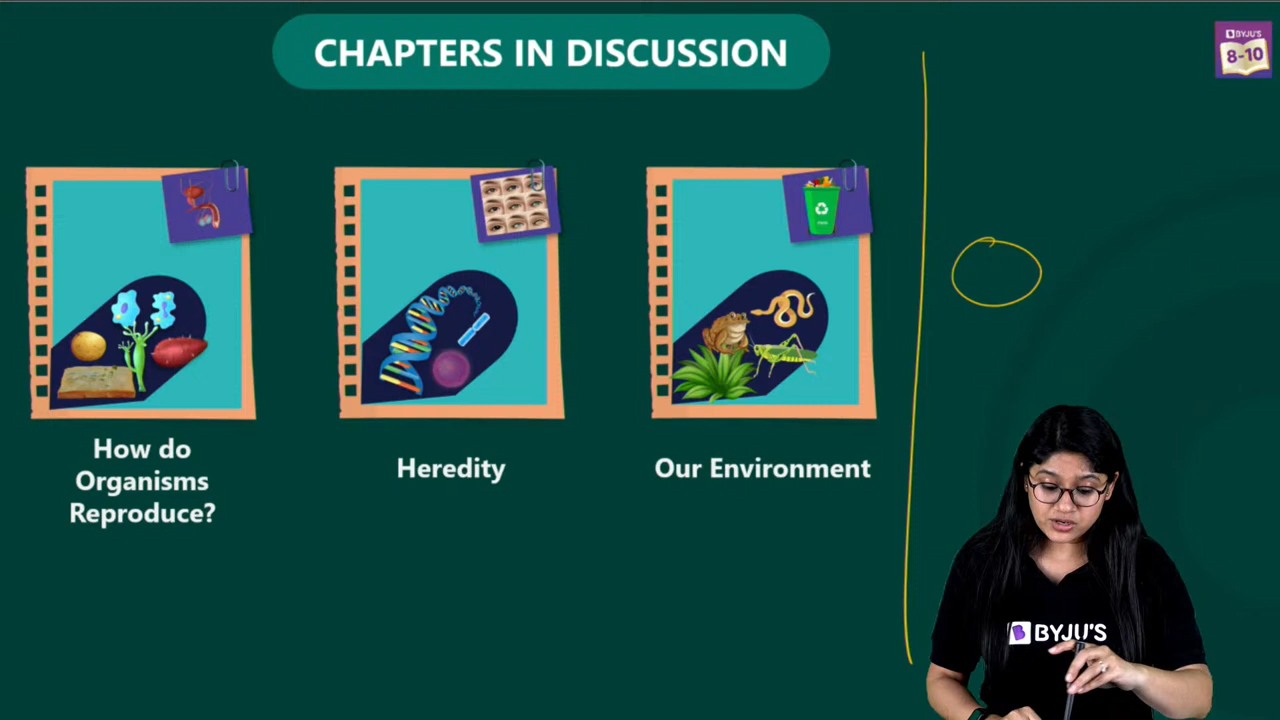 CHAPTERS IN DISCUSSION
BYJU'S
8-10
How do
Organisms
Reproduce?
Heredity
Our Environment
BYJU'S